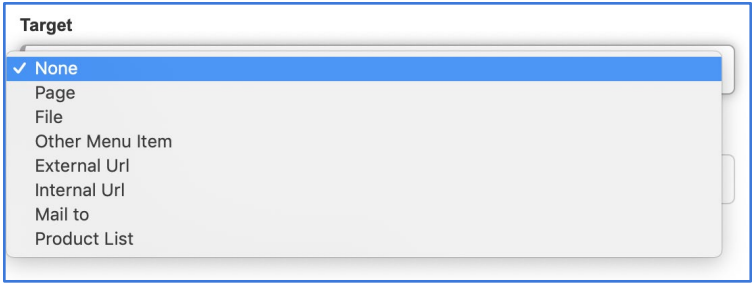 Target
✓ None
Page
File
Other Menu Item
External Url
Internal Url
Mail to
Product List